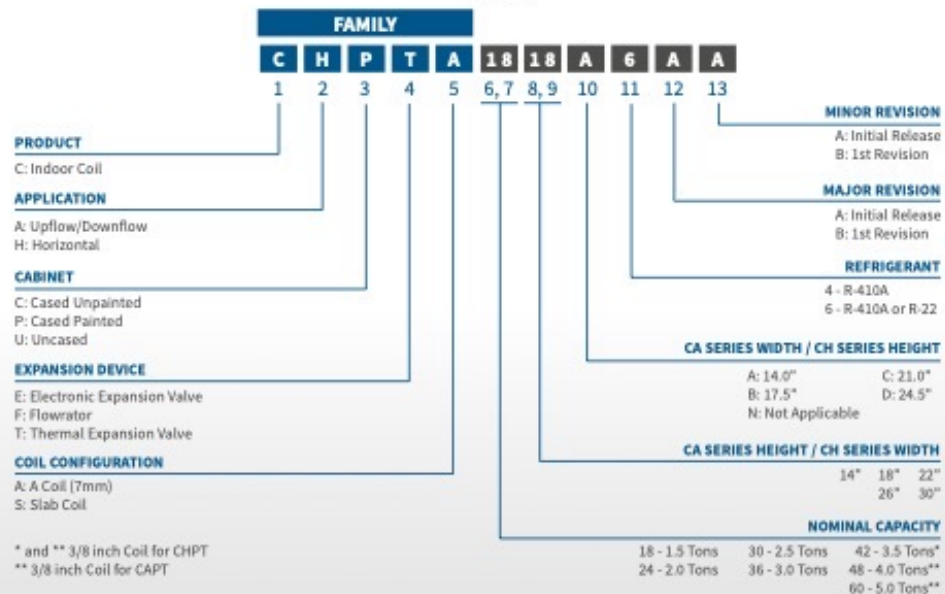 FAMILY
C H P T A 18 18 A 6 A A
1 2 3 4 5 6, 7 8, 9 10 11 12 13
PRODUCT
C: Indoor Coil
APPLICATION
A: Upflow/Downflow
H: Horizontal
CABINET
C: Cased Unpainted
P: Cased Painted
U: Uncased
EXPANSION DEVICE
E: Electronic Expansion Valve
F: Flowrator
T: Thermal Expansion Valve
COIL CONFIGURATION
A: A Coil (7mm)
S: Slab Coil
* and ** 3/8 inch Coil for CHPT
** 3/8 inch Coil for CAPT
MINOR REVISION
A: Initial Release
B: 1st Revision
MAJOR REVISION
A: Initial Release
B: 1st Revision
REFRIGERANT
4 - R-410A
6 - R-410A or R-22
CA SERIES WIDTH / CH SERIES HEIGHT
A: 14.0" C: 21.0"
B: 17.5" D: 24.5"
N: Not Applicable
CA SERIES HEIGHT / CH SERIES WIDTH
14" 18" 22"
26" 30"
NOMINAL CAPACITY
18 - 1.5 Tons 30 - 2.5 Tons 42 - 3.5 Tons*
24 - 2.0 Tons 36 - 3.0 Tons 48 - 4.0 Tons**
60 - 5.0 Tons**